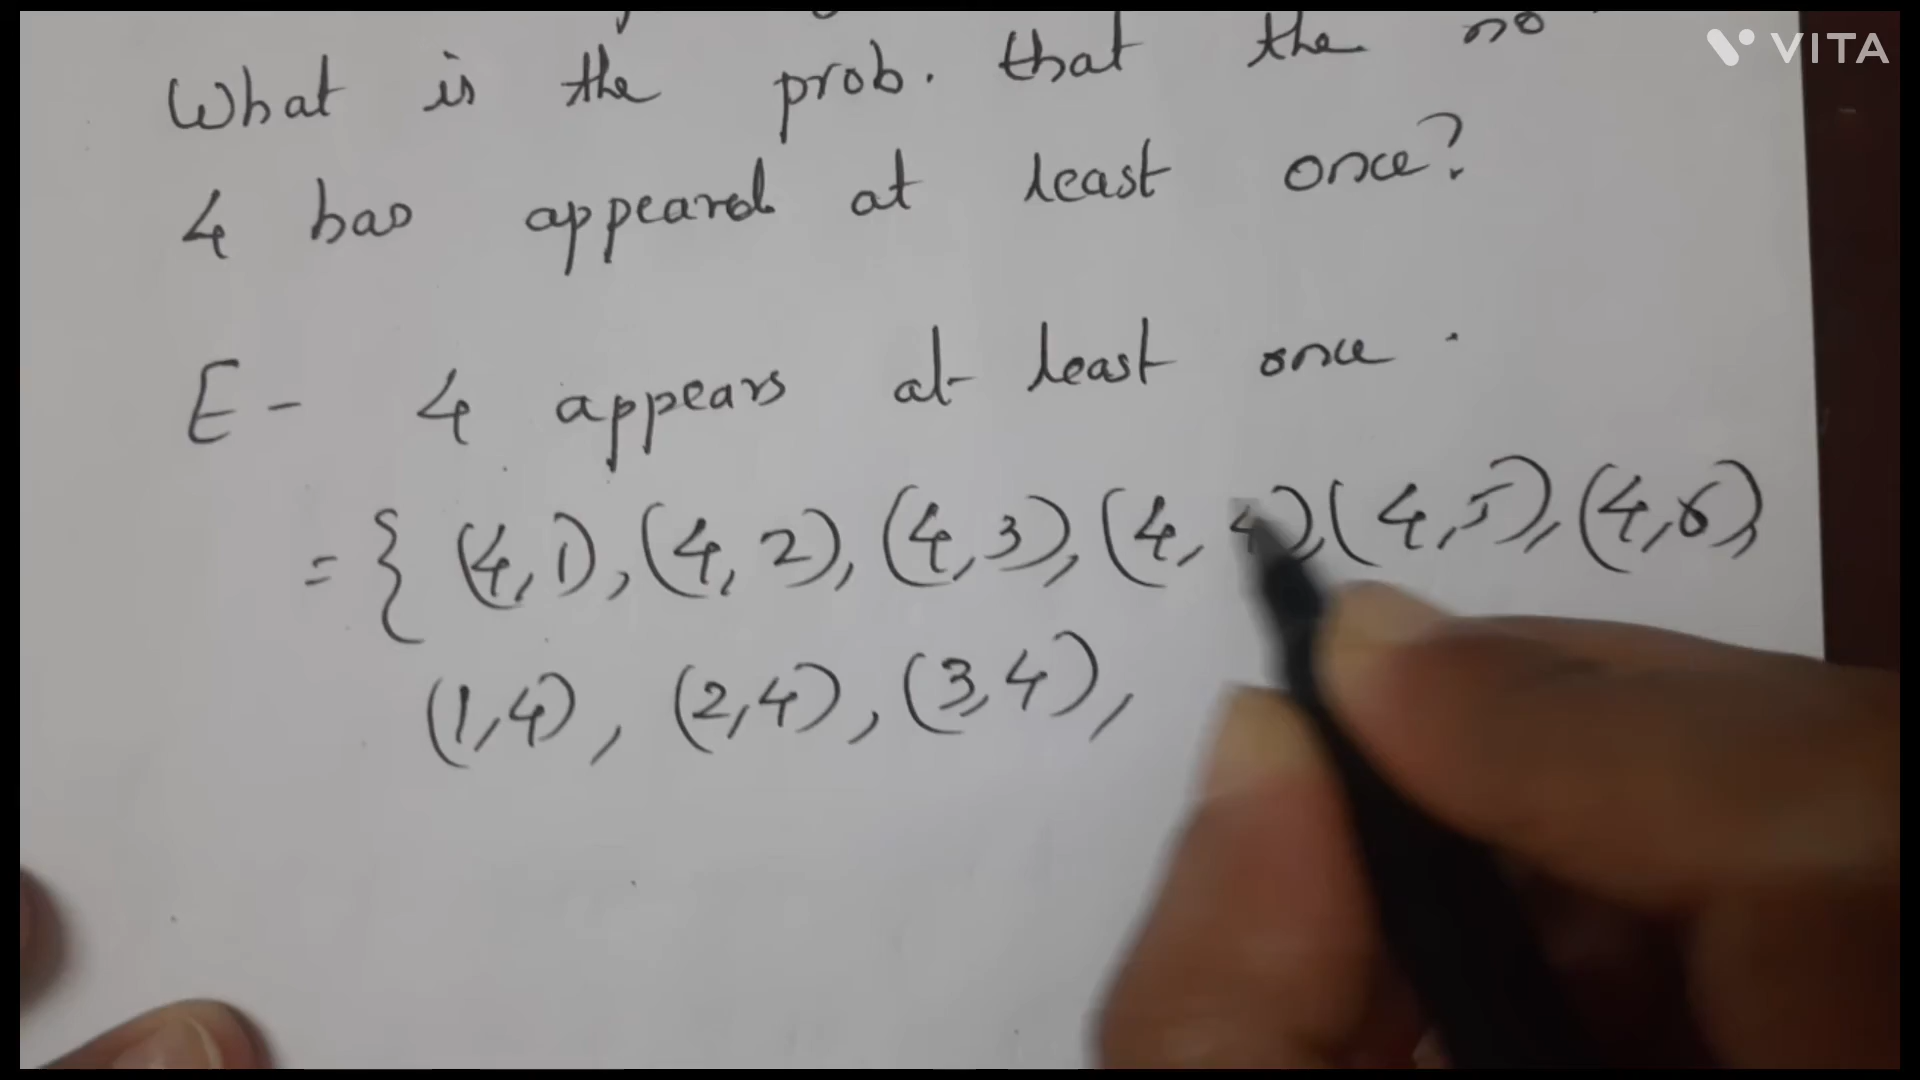 VITA
What is the prob. that the no
4 has appeared at least once?
E - 4 appears at least once.
= { (4,1), (4,2), (4,3), (4,4), (4,5), (4,6),
(1,4), (2,4), (3,4),